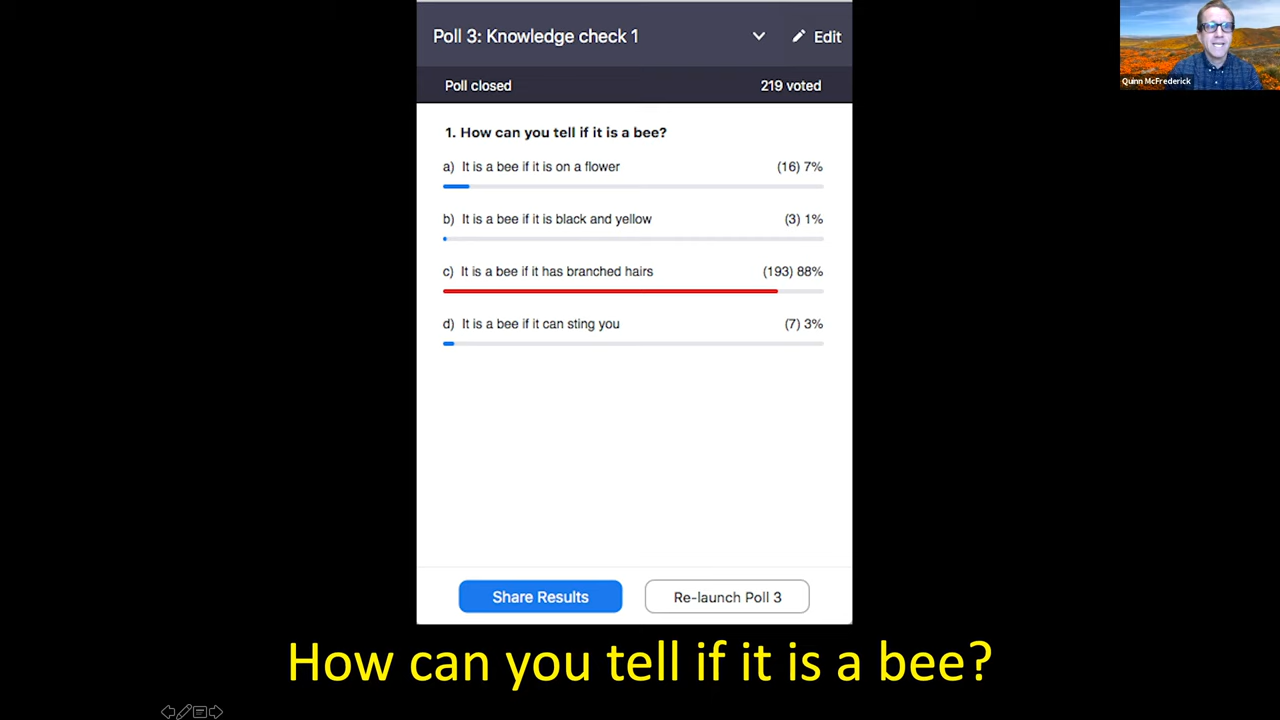 Poll 3: Knowledge check 1
Edit
Poll closed
219 voted
1. How can you tell if it is a bee?
a) It is a bee if it is on a flower
(16) 7%
b) It is a bee if it is black and yellow
(3) 1%
c) It is a bee if it has branched hairs
(193) 88%
d) It is a bee if it can sting you
(7) 3%
Share Results
Re-launch Poll 3
How can you tell if it is a bee?
Quinn McFrederick